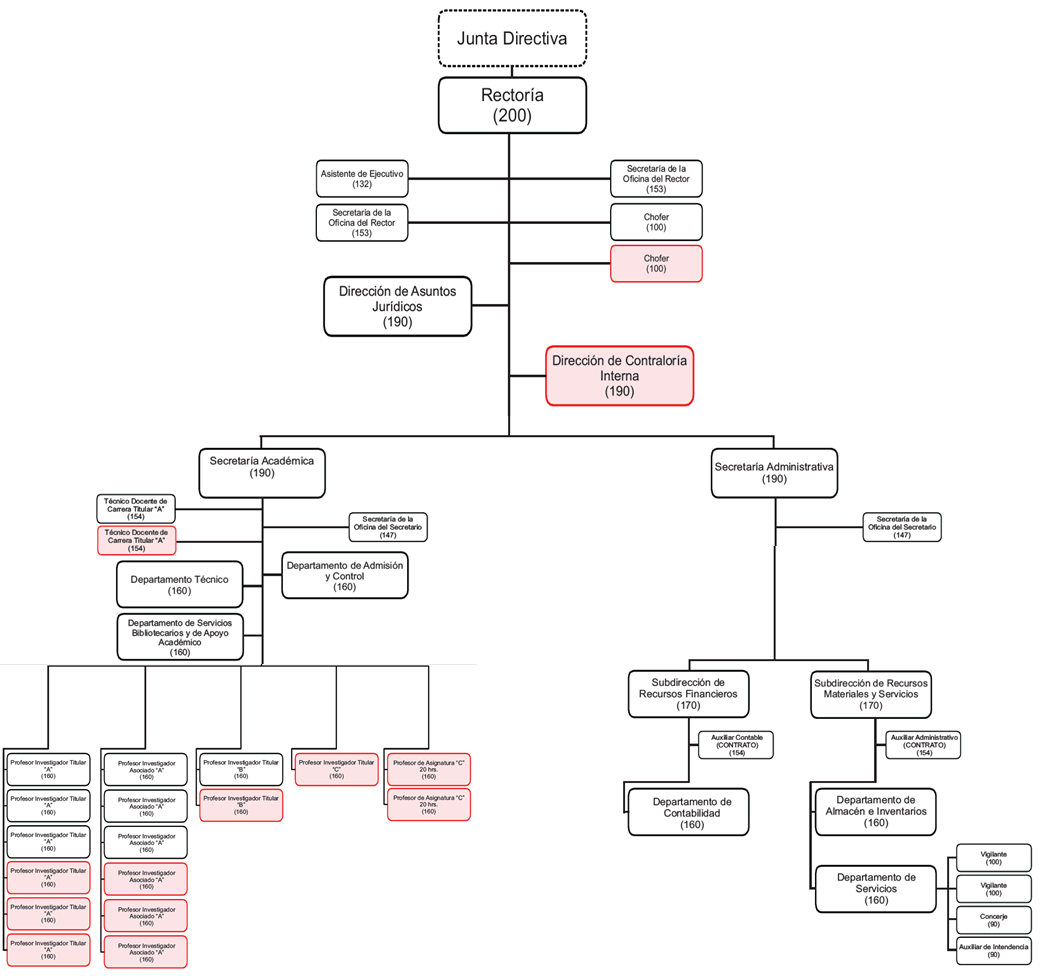 Junta Directiva
Rectoría
(200)
Asistente de Ejecutivo
(132)
Secretaría de la
Oficina del Rector
(153)
Secretaría de la
Oficina del Rector
(153)
Chofer
(100)
Chofer
(100)
Dirección de Asuntos
Jurídicos
(190)
Dirección de Contraloría
Interna
(190)
Secretaría Académica
(190)
Secretaría Administrativa
(190)
Técnico Docente de
Carrera Titular "A"
(154)
Técnico Docente de
Carrera Titular "A"
(154)
Secretaría de la
Oficina del Secretario
(147)
Secretaría de la
Oficina del Secretario
(147)
Departamento Técnico
(160)
Departamento de Admisión
y Control
(160)
Departamento de Servicios
Bibliotecarios y de Apoyo
Académico
(160)
Subdirección de
Recursos Financieros
(170)
Subdirección de Recursos
Materiales y Servicios
(170)
Auxiliar Contable
(CONTRATO)
(154)
Auxiliar Administrativo
(CONTRATO)
(154)
Departamento de
Contabilidad
(160)
Departamento de
Almacén e Inventarios
(160)
Departamento de
Servicios
(160)
Vigilante
(100)
Vigilante
(100)
Concerje
(90)
Auxiliar de Intendencia
(90)
Profesor Investigador Titular
"A"
(160)
Profesor Investigador Titular
"A"
(160)
Profesor Investigador Titular
"A"
(160)
Profesor Investigador Titular
"A"
(160)
Profesor Investigador Titular
"A"
(160)
Profesor Investigador Titular
"A"
(160)
Profesor Investigador
Asociado "A"
(160)
Profesor Investigador
Asociado "A"
(160)
Profesor Investigador
Asociado "A"
(160)
Profesor Investigador
Asociado "A"
(160)
Profesor Investigador
Asociado "A"
(160)
Profesor Investigador
Asociado "A"
(160)
Profesor Investigador Titular
"B"
(160)
Profesor Investigador Titular
"B"
(160)
Profesor Investigador Titular
"C"
(160)
Profesor de Asignatura "C"
20 hrs.
(160)
Profesor de Asignatura "C"
20 hrs.
(160)